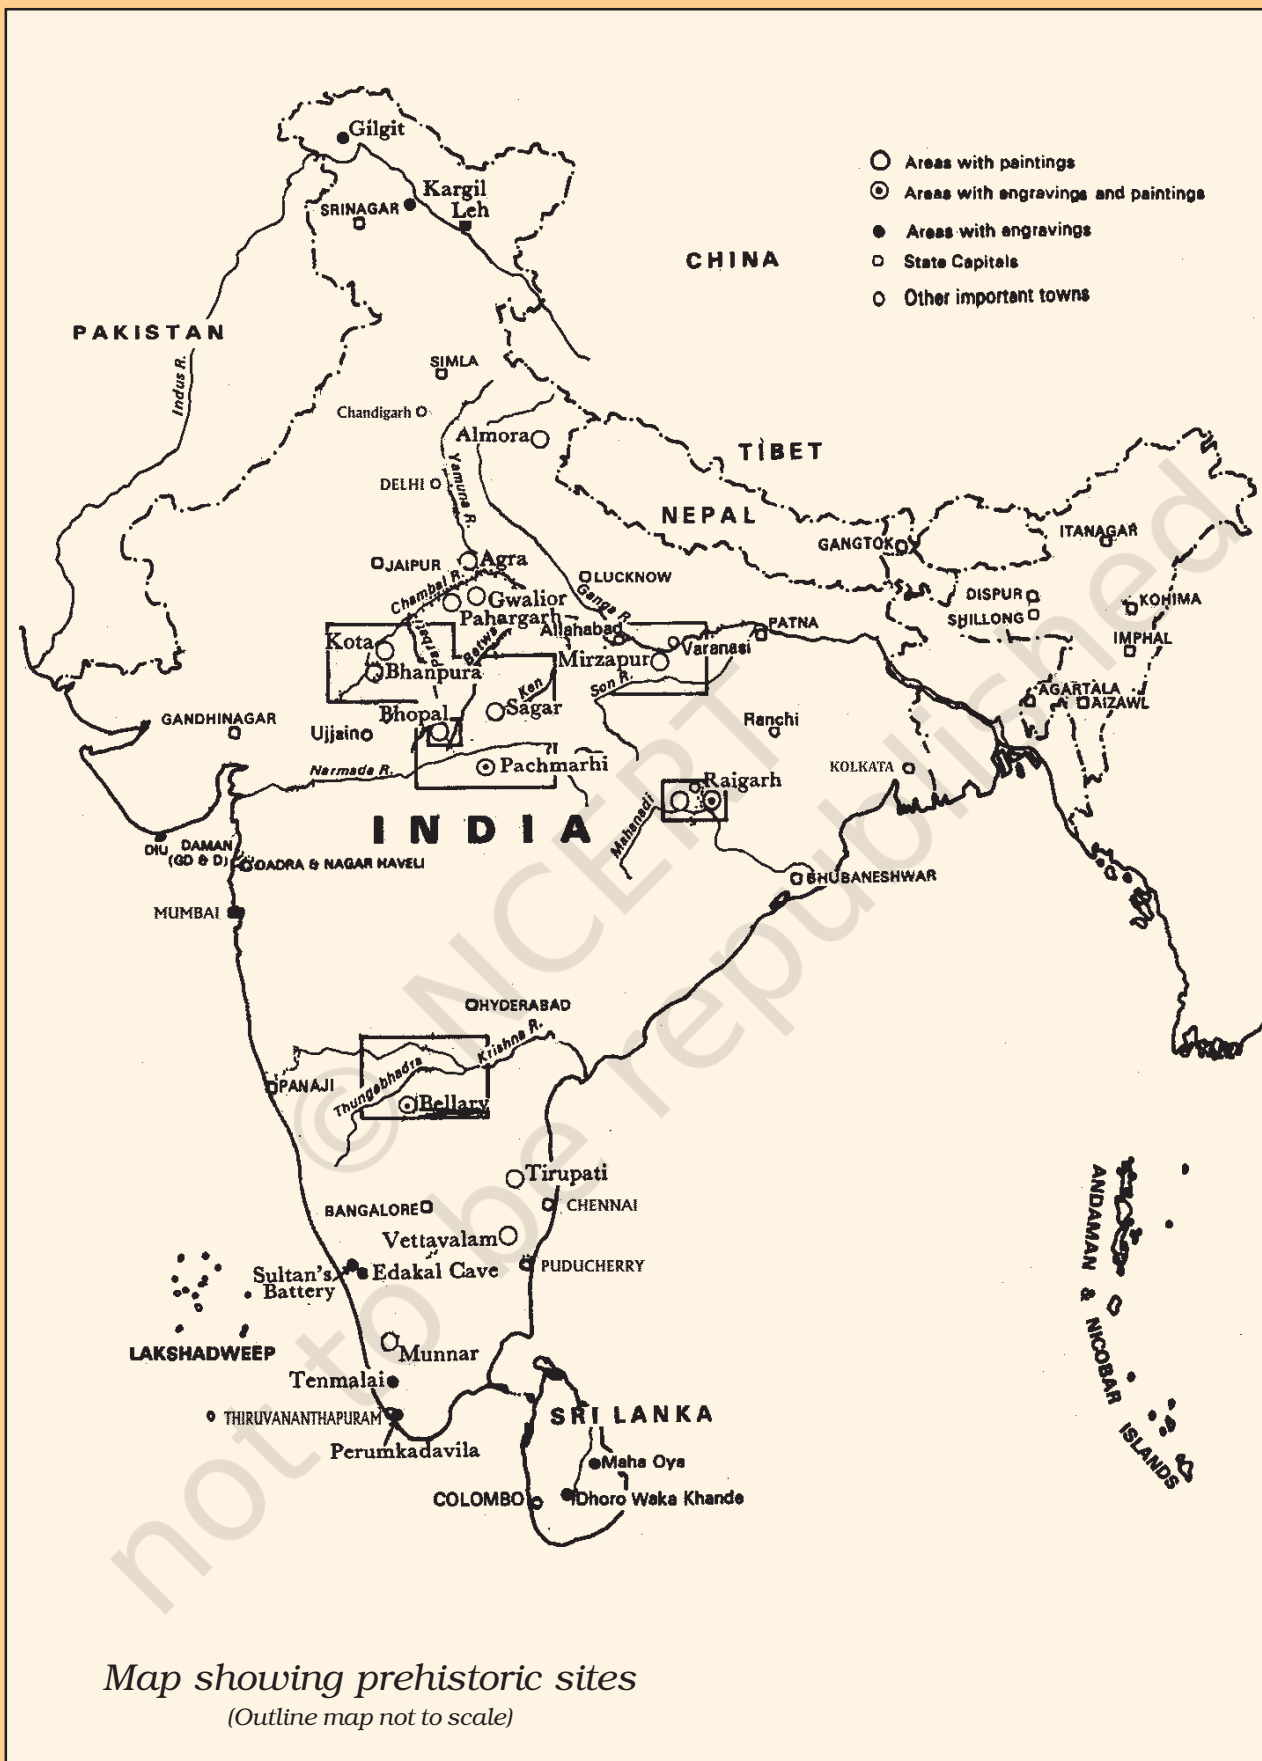 Gilgit
Kargil
Leh
SRINAGAR
Areas with paintings
Areas with engravings and paintings
Areas with engravings
State Capitals
Other important towns
CHINA
PAKISTAN
Indus R.
SIMLA
Chandigarh
Almora
TIBET
DELHI
Yamuna R.
NEPAL
GANGTOK
ITANAGAR
JAIPUR
Agra
LUCKNOW
Chambal R.
Gwalior
Ganga R.
DISPUR
KOHIMA
Pahargarh
SHILLONG
Kota
Parbati
Betwa
Allahabad
PATNA
Varanasi
IMPHAL
Bhanpura
Mirzapur
Ken
Son R.
AGARTALA
AIZAWL
GANDHINAGAR
Bhopal
Sagar
Ranchi
Ujjain
Narmada R.
Pachmarhi
KOLKATA
Raigarh
Mahanadi
INDIA
DIU
DAMAN
(GD & D)
DADRA & NAGAR HAVELI
BHUBANESHWAR
MUMBAI
HYDERABAD
Krishna R.
PANAJI
Thungabhadra
Bellary
Tirupati
BANGALORE
CHENNAI
Vettavalam
Sultan's
Battery
Edakal Cave
PUDUCHERRY
ANDAMAN & NICOBAR ISLANDS
LAKSHADWEEP
Munnar
Tenmalai
THIRUVANANTHAPURAM
SRI LANKA
Perumkadavila
Maha Oya
COLOMBO
Dhoro Waka Khande
© NCERT
not to be republished
Map showing prehistoric sites
(Outline map not to scale)